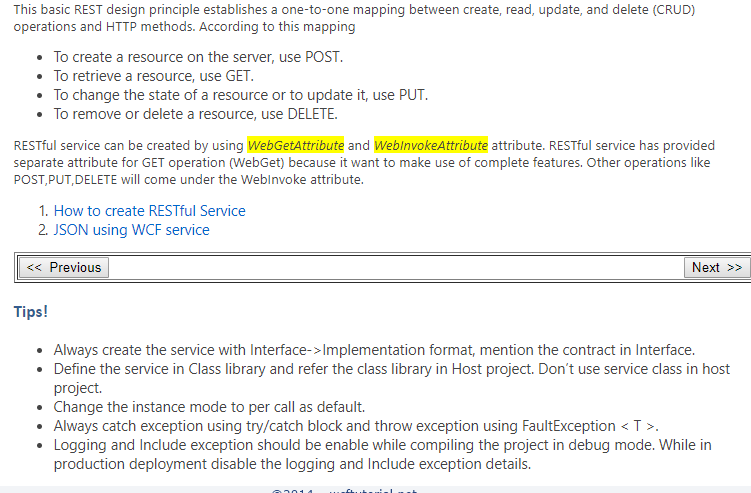 This basic REST design principle establishes a one-to-one mapping between create, read, update, and delete (CRUD)
operations and HTTP methods. According to this mapping
• To create a resource on the server, use POST.
• To retrieve a resource, use GET.
• To change the state of a resource or to update it, use PUT.
• To remove or delete a resource, use DELETE.
RESTful service can be created by using WebGetAttribute and WebInvokeAttribute attribute. RESTful service has provided
separate attribute for GET operation (WebGet) because it want to make use of complete features. Other operations like
POST,PUT,DELETE will come under the WebInvoke attribute.
1. How to create RESTful Service
2. JSON using WCF service
<< Previous
Next >>
Tips!
• Always create the service with Interface->Implementation format, mention the contract in Interface.
• Define the service in Class library and refer the class library in Host project. Don’t use service class in host
project.
• Change the instance mode to per call as default.
• Always catch exception using try/catch block and throw exception using FaultException < T >.
• Logging and Include exception should be enable while compiling the project in debug mode. While in
production deployment disable the logging and Include exception details.
©2014
wcftutorial.net